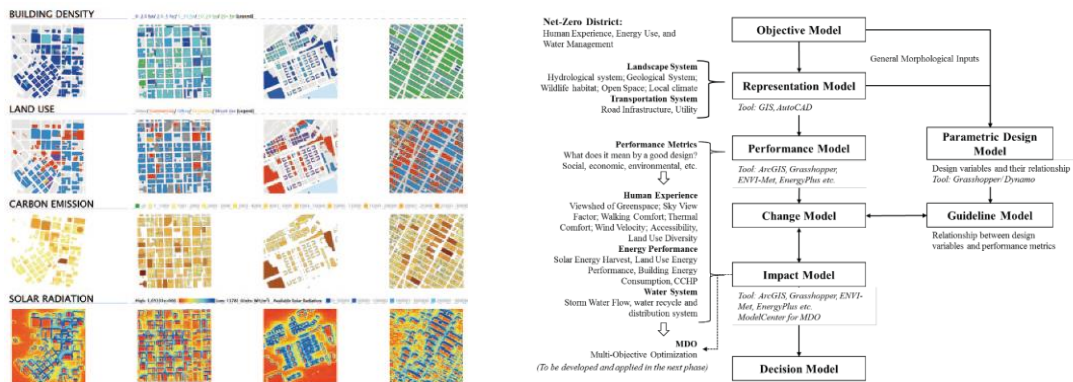 BUILDING DENSITY
LAND USE
CARBON EMISSION
SOLAR RADIATION
Available Solar Radiation
Net-Zero District:
Human Experience, Energy Use, and
Water Management
Landscape System
Hydrological system; Geological System;
Wildlife habitat; Open Space; Local climate
Transportation System
Road Infrastructure, Utility
Performance Metrics
What does it mean by a good design?
Social, economic, environmental, etc.
Human Experience
Viewshed of Greenspace; Sky View
Factor; Walking Comfort; Thermal
Comfort; Wind Velocity; Accessibility,
Land Use Diversity
Energy Performance
Solar Energy Harvest, Land Use Energy
Performance, Building Energy
Consumption, CCHP
Water System
Storm Water Flow, water recycle and
distribution system
MDO
Multi-Objective Optimization
(To be developed and applied in the next phase)
Objective Model
General Morphological Inputs
Representation Model
Tool: GIS, AutoCAD
Performance Model
Tool: ArcGIS, Grasshopper,
ENVI-Met, EnergyPlus etc.
Parametric Design
Model
Design variables and their relationship
Tool: Grasshopper/Dynamo
Change Model
Guideline Model
Relationship between design
variables and performance metrics
Impact Model
Tool: ArcGIS, Grasshopper, ENVI-
Met, EnergyPlus etc.
ModelCenter for MDO
Decision Model